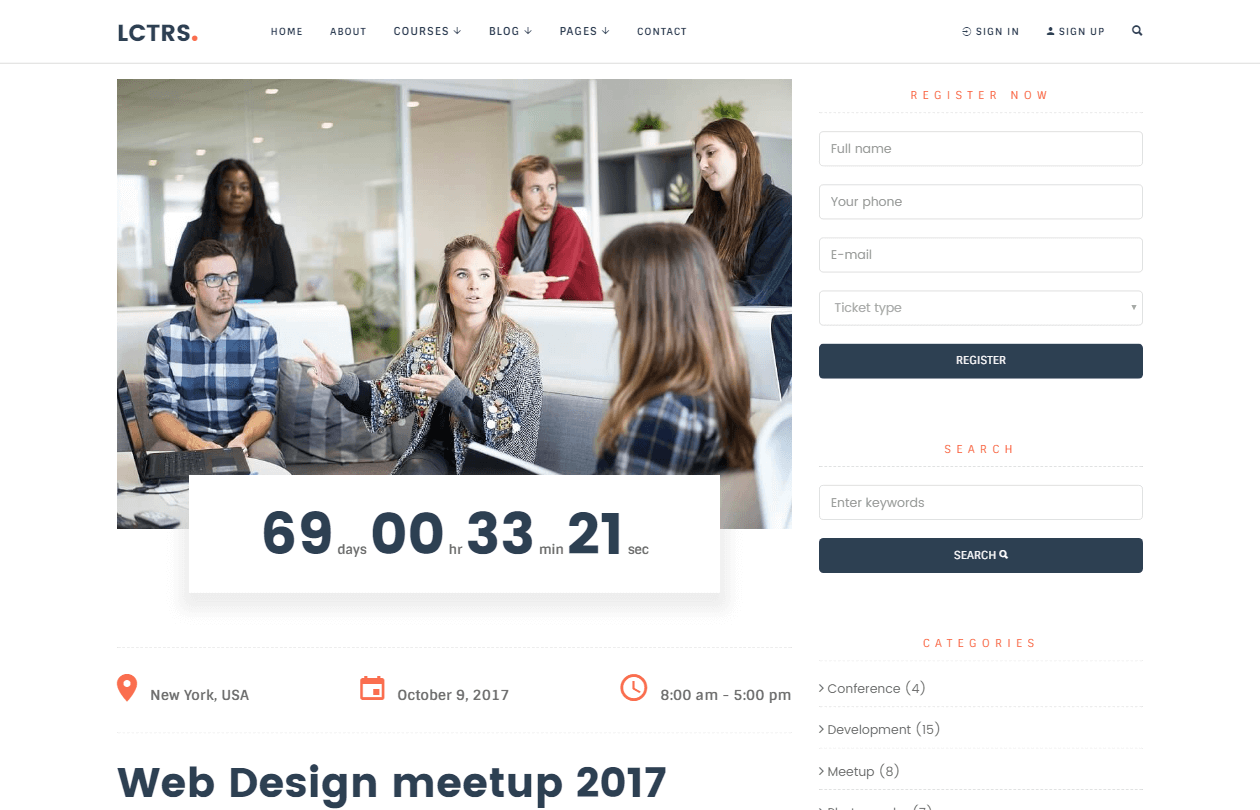 LCTRS.
HOME ABOUT COURSES ↓ BLOG ↓ PAGES ↓ CONTACT SIGN IN SIGN UP
69 days 00 hr 33 min 21 sec
New York, USA October 9, 2017 8:00 am - 5:00 pm
Web Design meetup 2017
REGISTER NOW
Full name
Your phone
E-mail
Ticket type
REGISTER
SEARCH
Enter keywords
SEARCH
CATEGORIES
Conference (4)
Development (15)
Meetup (8)